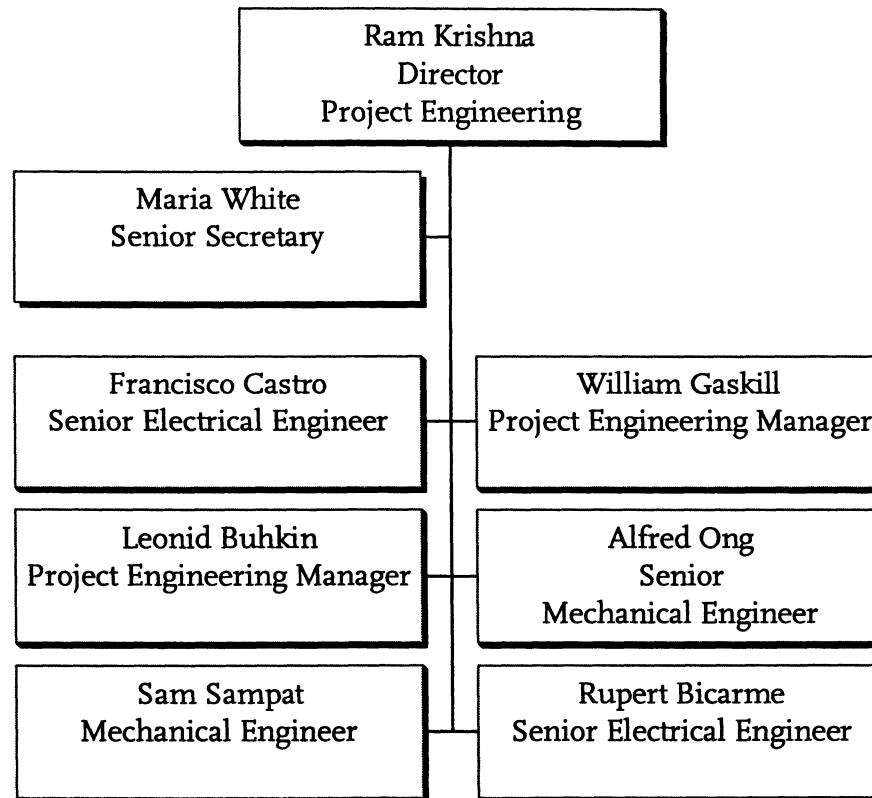 Ram Krishna
Director
Project Engineering
Maria White
Senior Secretary
Francisco Castro
Senior Electrical Engineer
William Gaskill
Project Engineering Manager
Leonid Buhkin
Project Engineering Manager
Alfred Ong
Senior
Mechanical Engineer
Sam Sampat
Mechanical Engineer
Rupert Bicarme
Senior Electrical Engineer